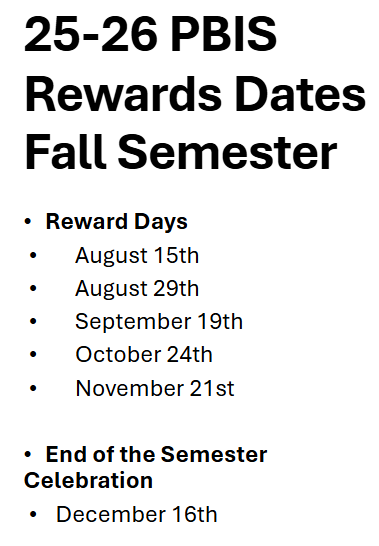 25-26 PBIS
Rewards Dates
Fall Semester
• Reward Days
• August 15th
• August 29th
• September 19th
• October 24th
• November 21st
• End of the Semester
Celebration
• December 16th